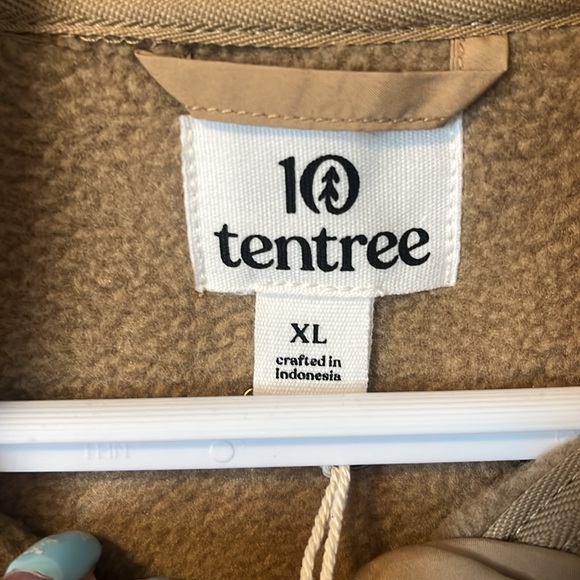 10
tentree
XL
crafted in
Indonesia